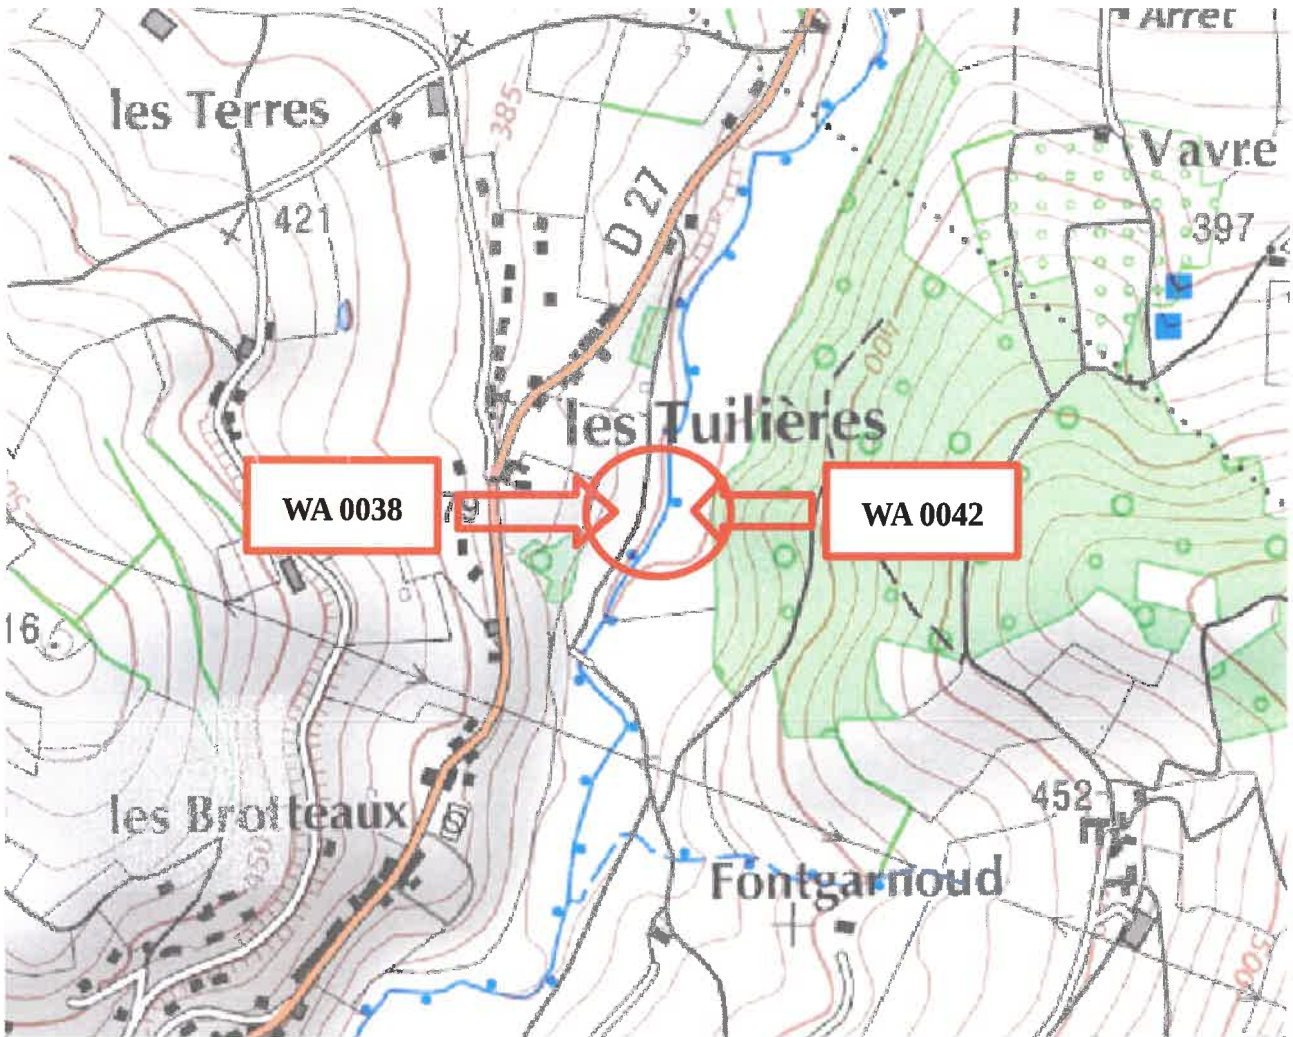 Arret
les Terres
385
Vavre
D 27
421
397
400
les Tuilières
WA 0038
WA 0042
16
452
les Brotteaux
450
Fontgarnoud
500